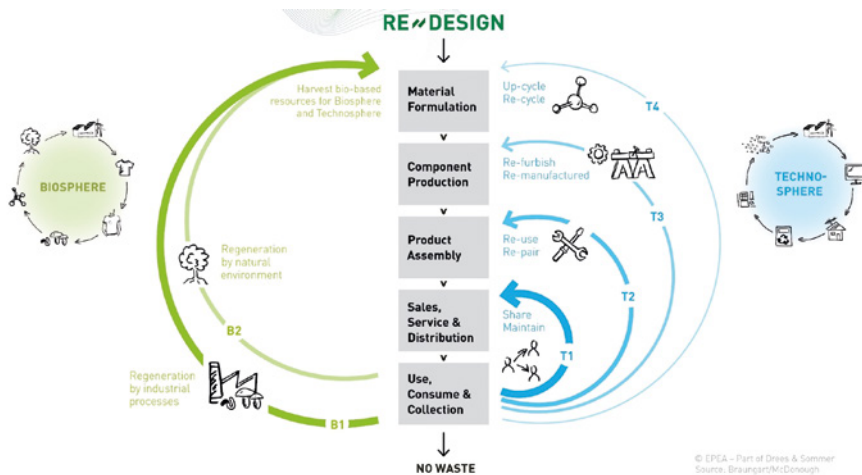 RE DESIGN
Harvest bio-based
resources for Biosphere
and Technosphere
Material
Formulation
Up-cycle
Re-cycle
T4
BIOSPHERE
Component
Production
Re-furbish
Re-manufactured
T3
TECHNO-
SPHERE
Regeneration
by natural
environment
B2
Product
Assembly
Re-use
Re-pair
T2
Sales,
Service &
Distribution
Share
Maintain
T1
Regeneration
by industrial
processes
B1
Use,
Consume &
Collection
NO WASTE
© EPEA – Part of Drees & Sommer
Source: Braungart/McDonough